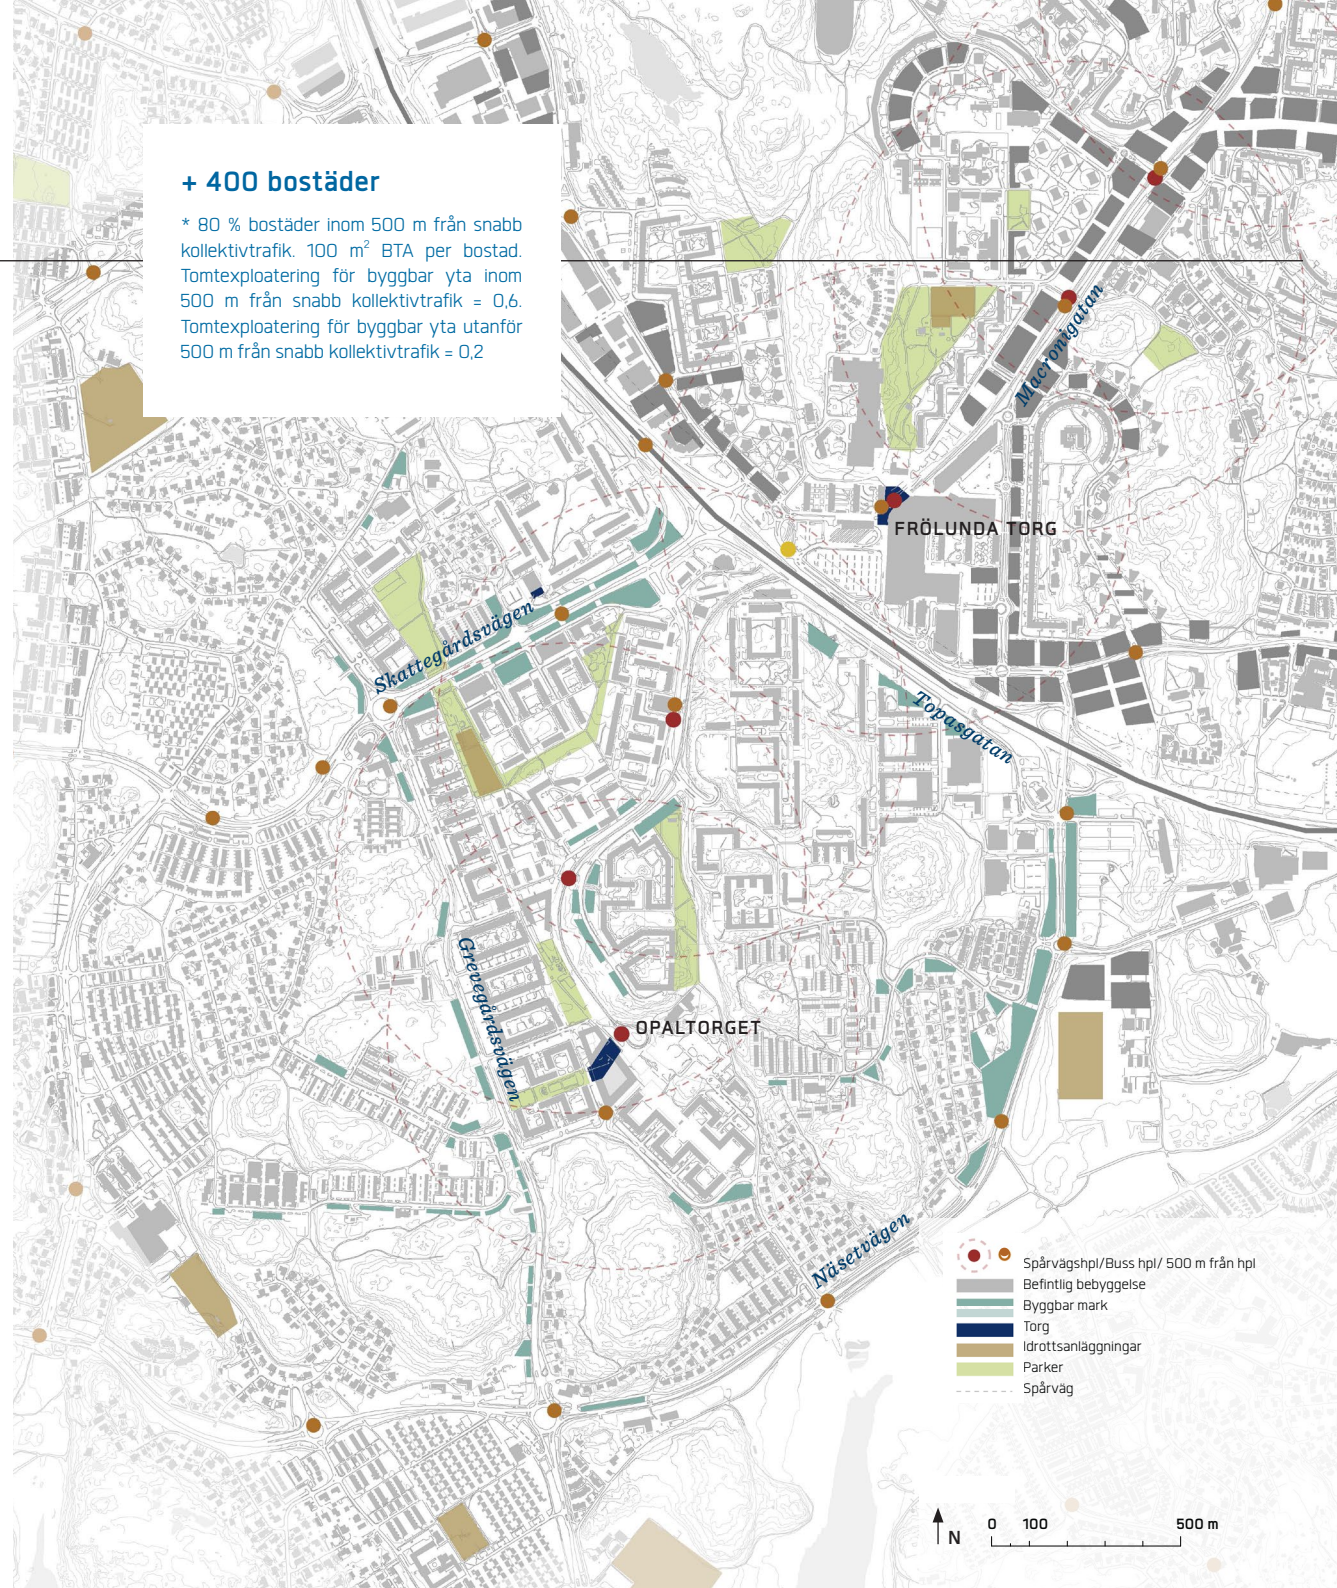 + 400 bostäder
* 80 % bostäder inom 500 m från snabb
kollektivtrafik. 100 m² BTA per bostad.
Tomtexploatering för byggbar yta inom
500 m från snabb kollektivtrafik = 0,6.
Tomtexploatering för byggbar yta utanför
500 m från snabb kollektivtrafik = 0,2
Macronigatan
FRÖLUNDA TORG
Skattegårdsvägen
Topasgatan
Grevegårdsvägen
OPALTORGET
Näsetvägen
Spårvägshpl/Buss hpl/ 500 m från hpl
Befintlig bebyggelse
Byggbar mark
Torg
Idrottsanläggningar
Parker
Spårväg
N
0 100 500 m